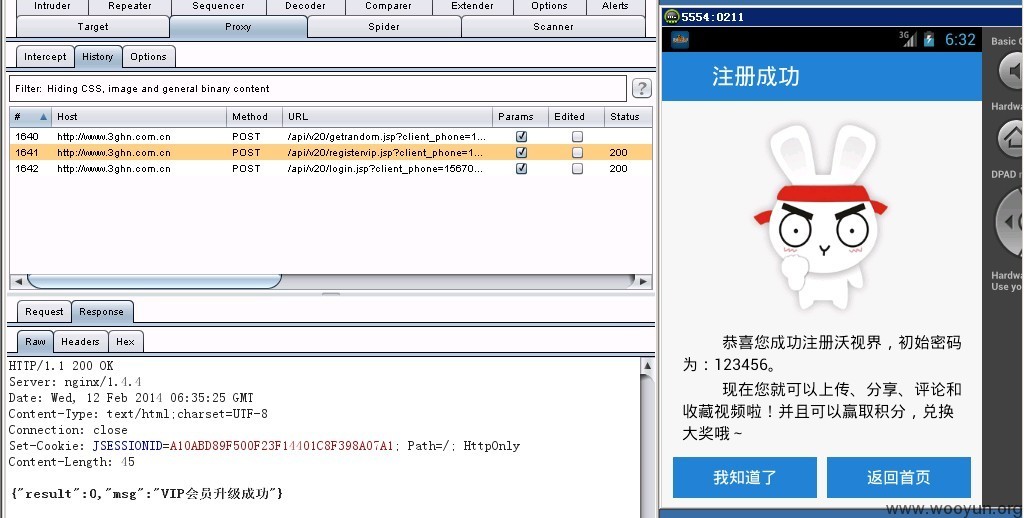 Intruder Repeater Sequencer Decoder Comparer Extender Options Alerts
Target Proxy Spider Scanner
Intercept History Options
Filter: Hiding CSS, image and general binary content
?
# Host Method URL Params Edited Status
1640 http://www.3ghn.com.cn POST /api/v20/getrandom.jsp?client_phone=1...
1641 http://www.3ghn.com.cn POST /api/v20/registervip.jsp?client_phone=1... 200
1642 http://www.3ghn.com.cn POST /api/v20/login.jsp?client_phone=15670... 200
Request Response
Raw Headers Hex
HTTP/1.1 200 OK
Server: nginx/1.4.4
Date: Wed, 12 Feb 2014 06:35:25 GMT
Content-Type: text/html;charset=UTF-8
Connection: close
Set-Cookie: JSESSIONID=A10ABD89F500F23F14401C8F398A07A1; Path=/; HttpOnly
Content-Length: 45
{"result":0,"msg":"VIP会员升级成功"}
5554:0211
3G 6:32
注册成功
恭喜您成功注册沃视界，初始密码
为：123456。
现在您就可以上传、分享、评论和
收藏视频啦！并且可以赢取积分，兑换
大奖哦～
我知道了 返回首页
Basic C
Hardwa
DPAD n
Hardwa
Use yo
www.wooyun.org